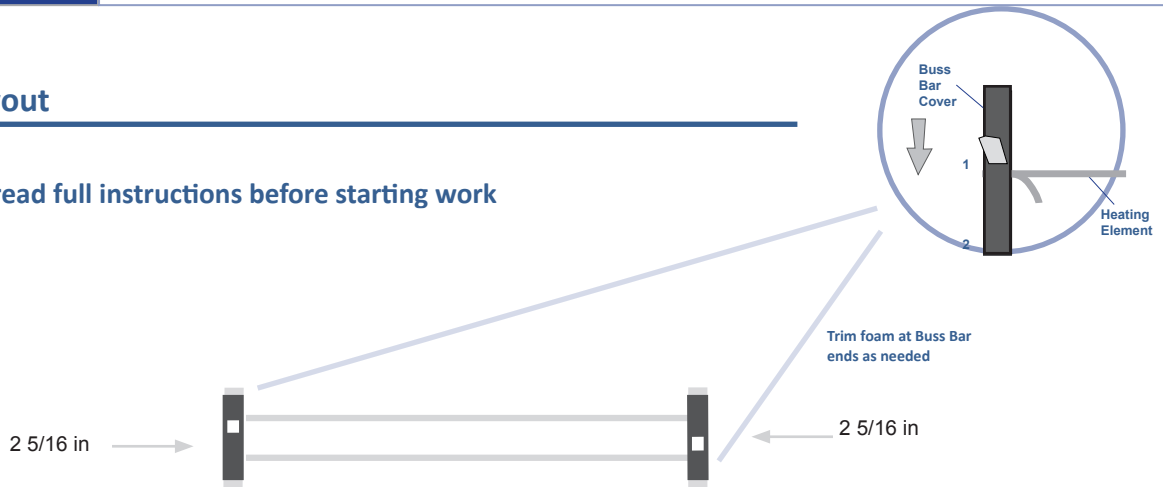 out
read full instructions before starting work
Buss
Bar
Cover
1
2
Heating
Element
Trim foam at Buss Bar
ends as needed
2 5/16 in
2 5/16 in